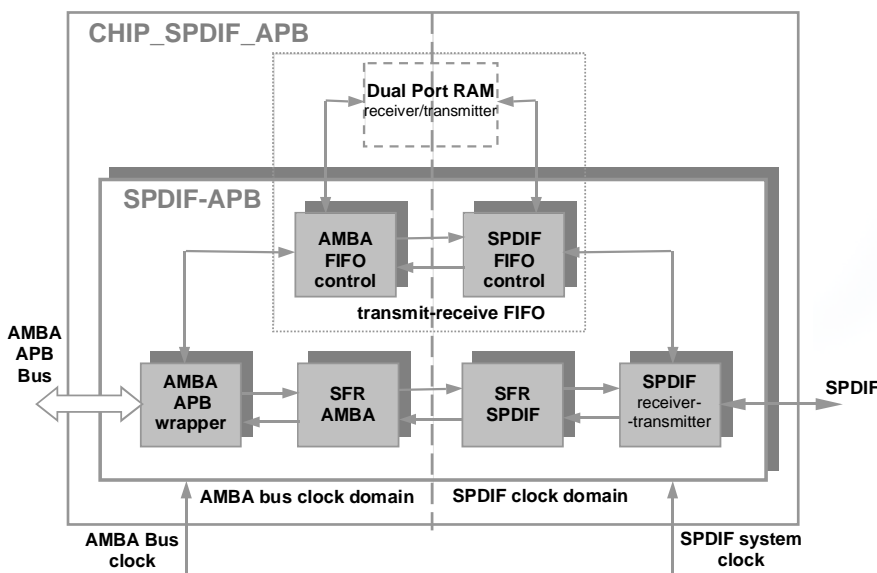 CHIP_SPDIF_APB
Dual Port RAM
receiver/transmitter
SPDIF-APB
AMBA
FIFO
control
SPDIF
FIFO
control
transmit-receive FIFO
AMBA
APB
Bus
AMBA
APB
wrapper
SFR
AMBA
SFR
SPDIF
SPDIF
receiver-
-transmitter
SPDIF
AMBA bus clock domain
SPDIF clock domain
AMBA Bus
clock
SPDIF system
clock